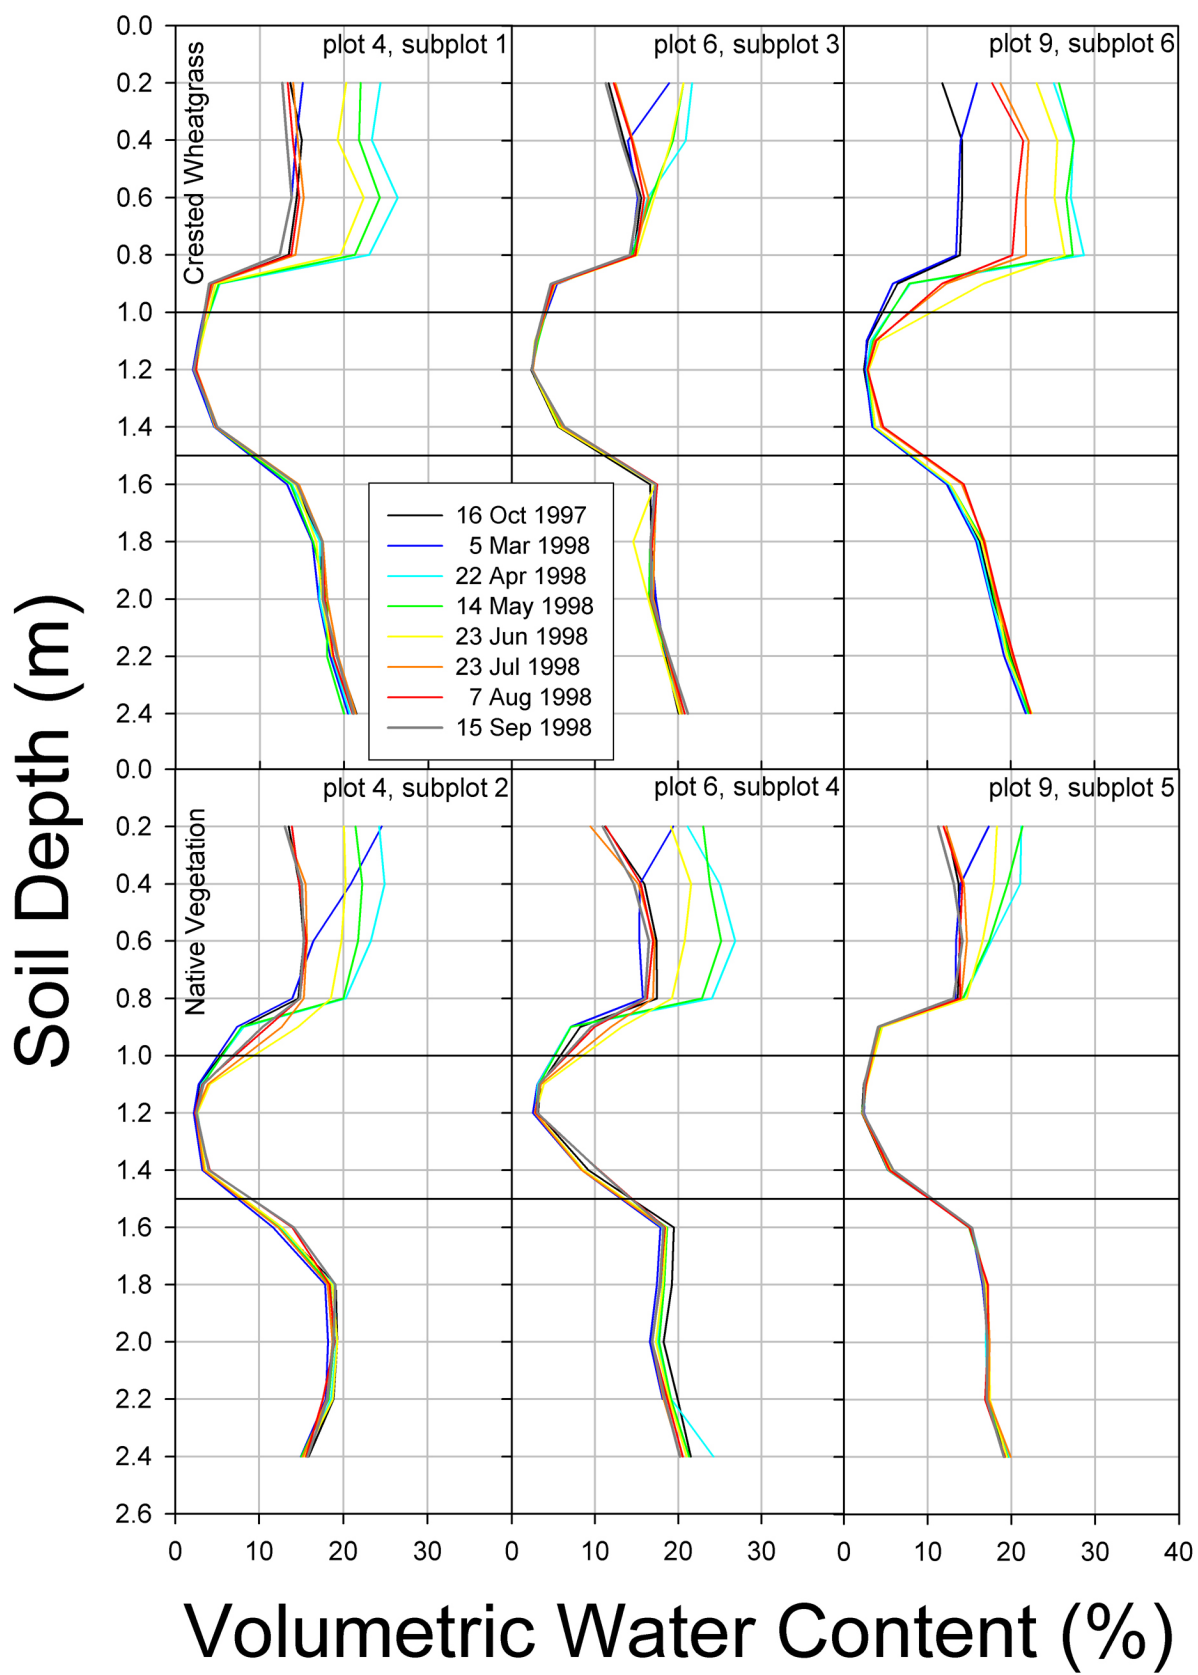 Soil Depth (m)
Crested Wheatgrass
plot 4, subplot 1
plot 6, subplot 3
plot 9, subplot 6
0.0
0.2
0.4
0.6
0.8
1.0
1.2
1.4
1.6
1.8
2.0
2.2
2.4
16 Oct 1997
5 Mar 1998
22 Apr 1998
14 May 1998
23 Jun 1998
23 Jul 1998
7 Aug 1998
15 Sep 1998
Native Vegetation
plot 4, subplot 2
plot 6, subplot 4
plot 9, subplot 5
0.0
0.2
0.4
0.6
0.8
1.0
1.2
1.4
1.6
1.8
2.0
2.2
2.4
2.6
0 10 20 30 0 10 20 30 0 10 20 30 40
Volumetric Water Content (%)